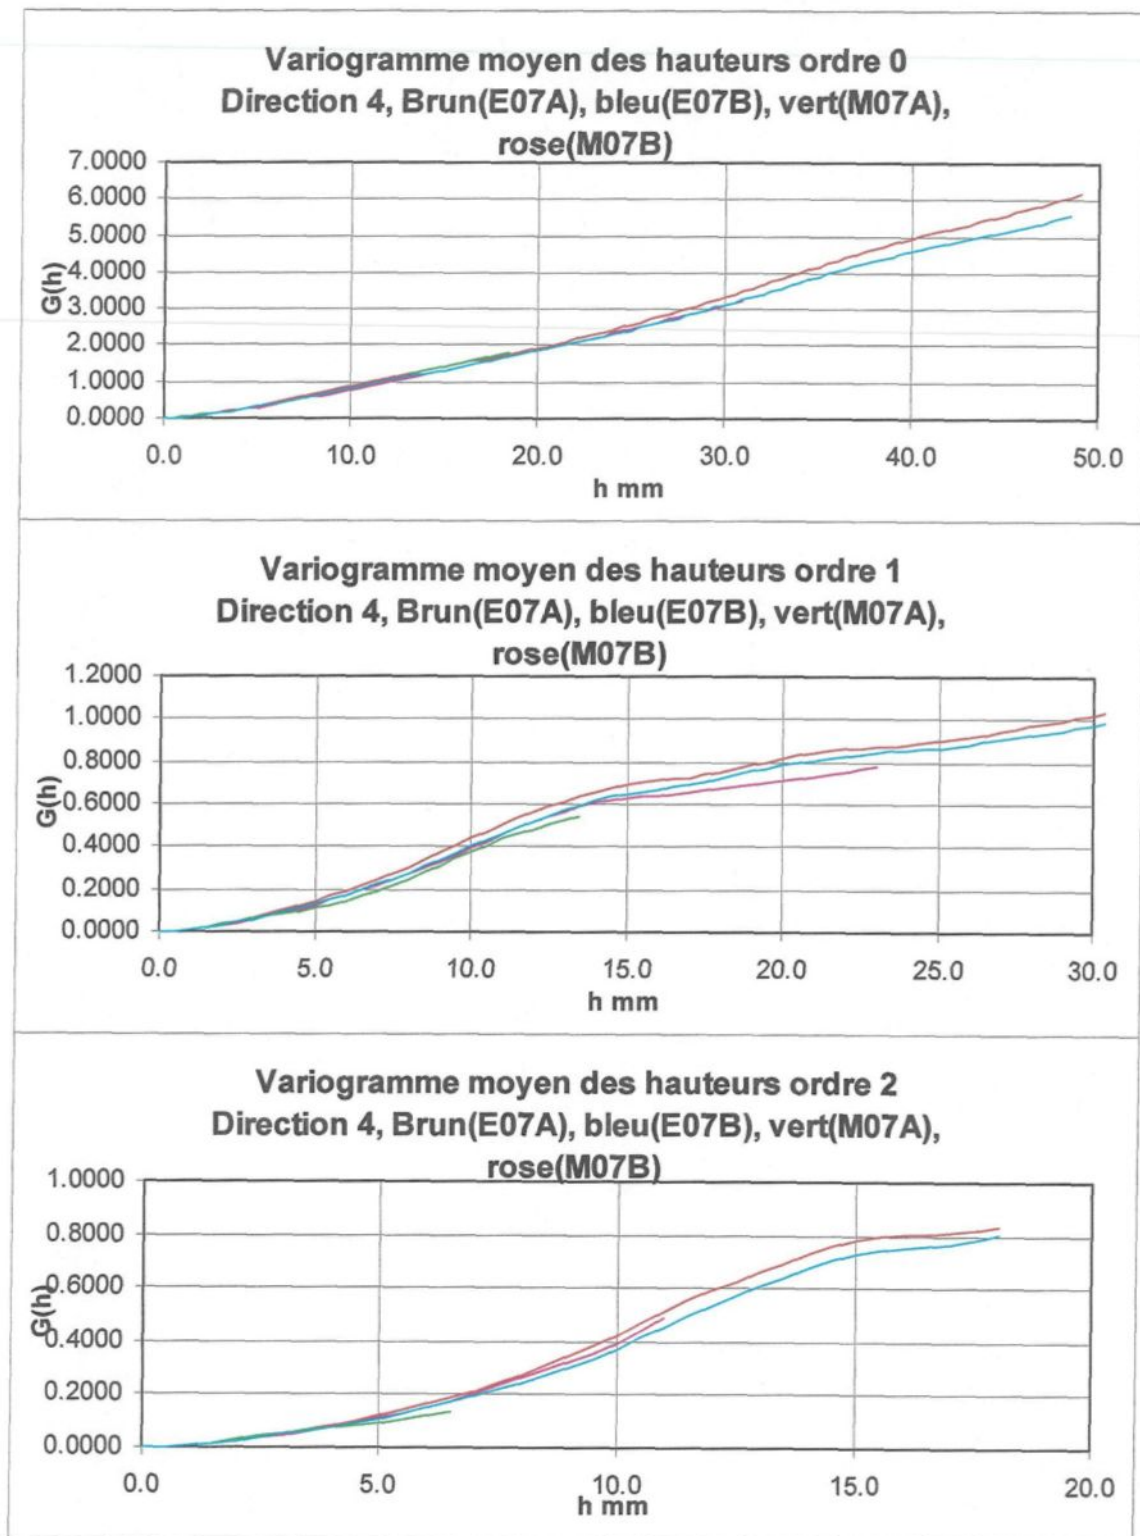 Variogramme moyen des hauteurs ordre 0
Direction 4, Brun(E07A), bleu(E07B), vert(M07A),
rose(M07B)
7.0000
6.0000
5.0000
4.0000
3.0000
2.0000
1.0000
0.0000
G(h)
0.0 10.0 20.0 30.0 40.0 50.0
h mm
Variogramme moyen des hauteurs ordre 1
Direction 4, Brun(E07A), bleu(E07B), vert(M07A),
rose(M07B)
1.2000
1.0000
0.8000
0.6000
0.4000
0.2000
0.0000
G(h)
0.0 5.0 10.0 15.0 20.0 25.0 30.0
h mm
Variogramme moyen des hauteurs ordre 2
Direction 4, Brun(E07A), bleu(E07B), vert(M07A),
rose(M07B)
1.0000
0.8000
0.6000
0.4000
0.2000
0.0000
G(h)
0.0 5.0 10.0 15.0 20.0
h mm